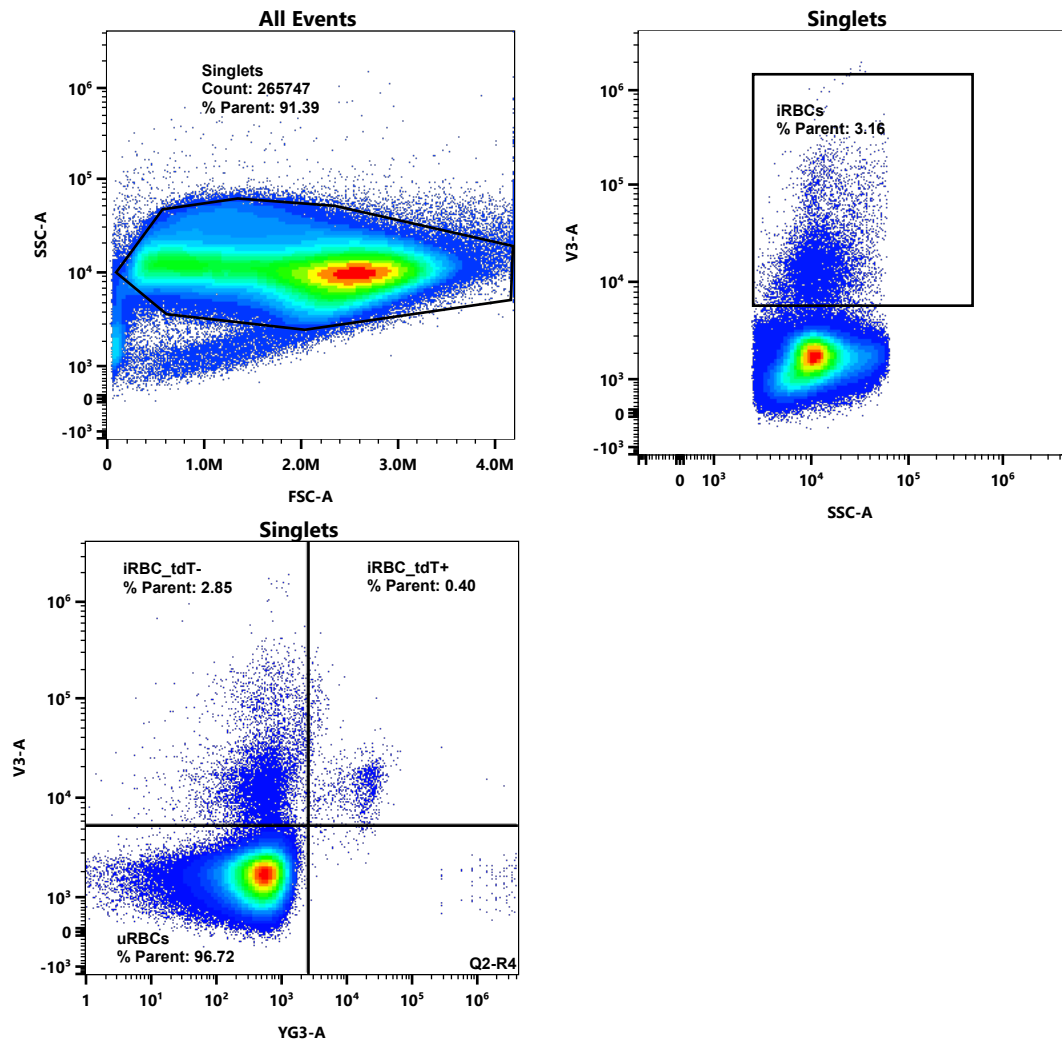 All Events
Singlets
Count: 265747
% Parent: 91.39
SSC-A
10⁶
10⁵
10⁴
10³
0
-10³
0
1.0M
2.0M
3.0M
4.0M
FSC-A
Singlets
iRBCs
% Parent: 3.16
V3-A
10⁶
10⁵
10⁴
10³
0
-10³
0
10³
10⁴
10⁵
10⁶
SSC-A
Singlets
iRBC_tdT-
% Parent: 2.85
iRBC_tdT+
% Parent: 0.40
V3-A
10⁶
10⁵
10⁴
10³
0
-10³
uRBCs
% Parent: 96.72
Q2-R4
1
10¹
10²
10³
10⁴
10⁵
10⁶
YG3-A